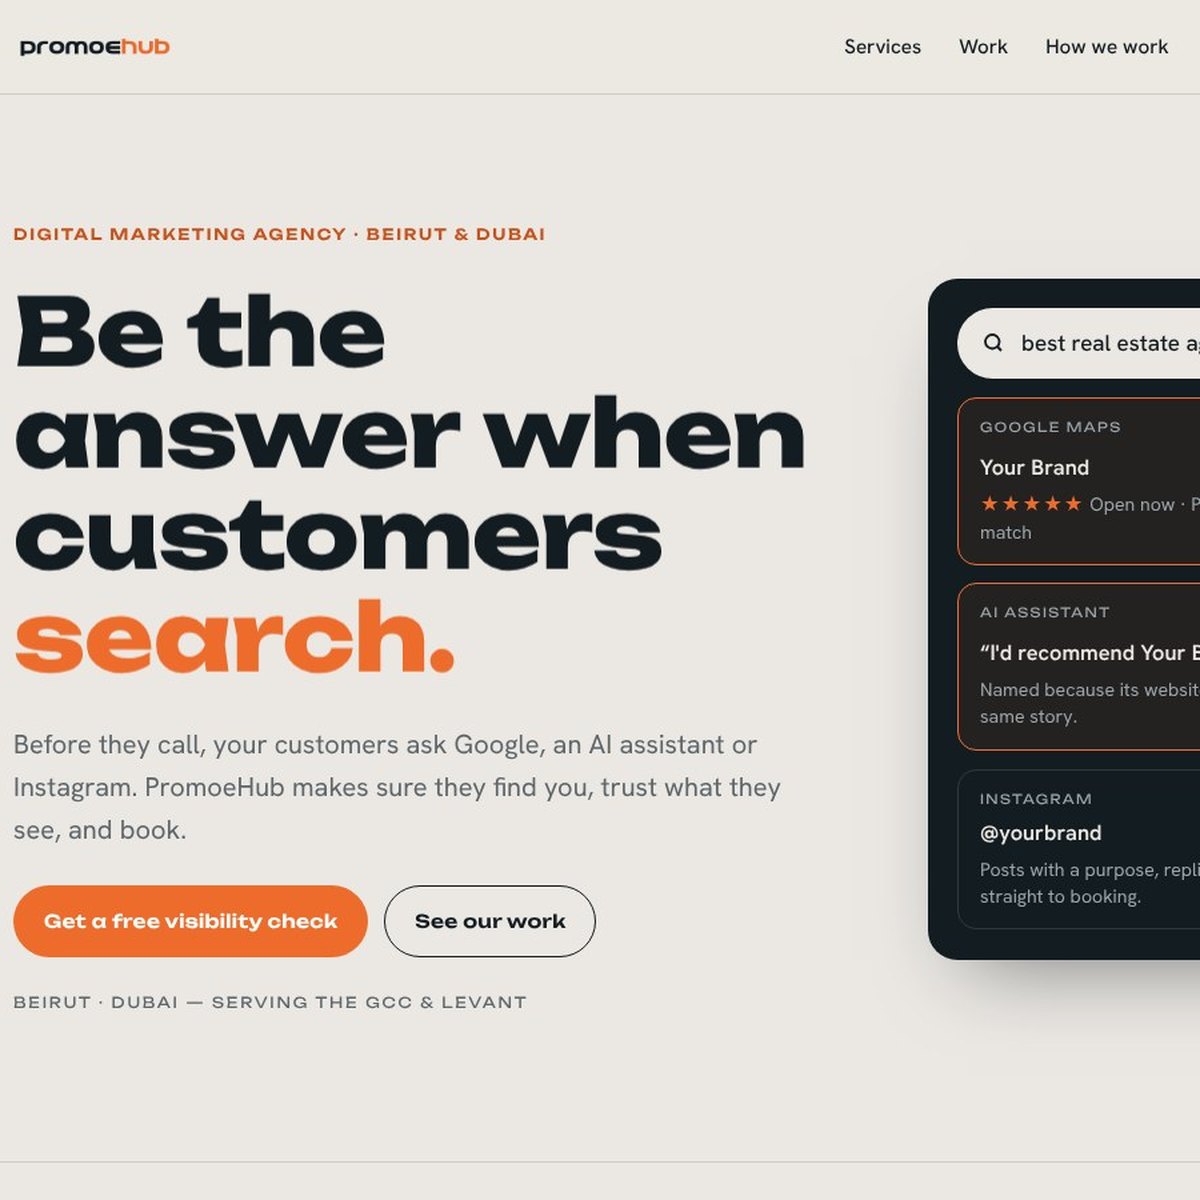 promoehub
Services Work How we work
DIGITAL MARKETING AGENCY · BEIRUT & DUBAI
Be the
answer when
customers
search.
Before they call, your customers ask Google, an AI assistant or
Instagram. PromoeHub makes sure they find you, trust what they
see, and book.
Get a free visibility check
See our work
BEIRUT · DUBAI — SERVING THE GCC & LEVANT
best real estate
GOOGLE MAPS
Your Brand
★★★★★ Open now ·
match
AI ASSISTANT
“I'd recommend Your
Named because its
same story.
INSTAGRAM
@yourbrand
Posts with a purpose,
straight to booking.